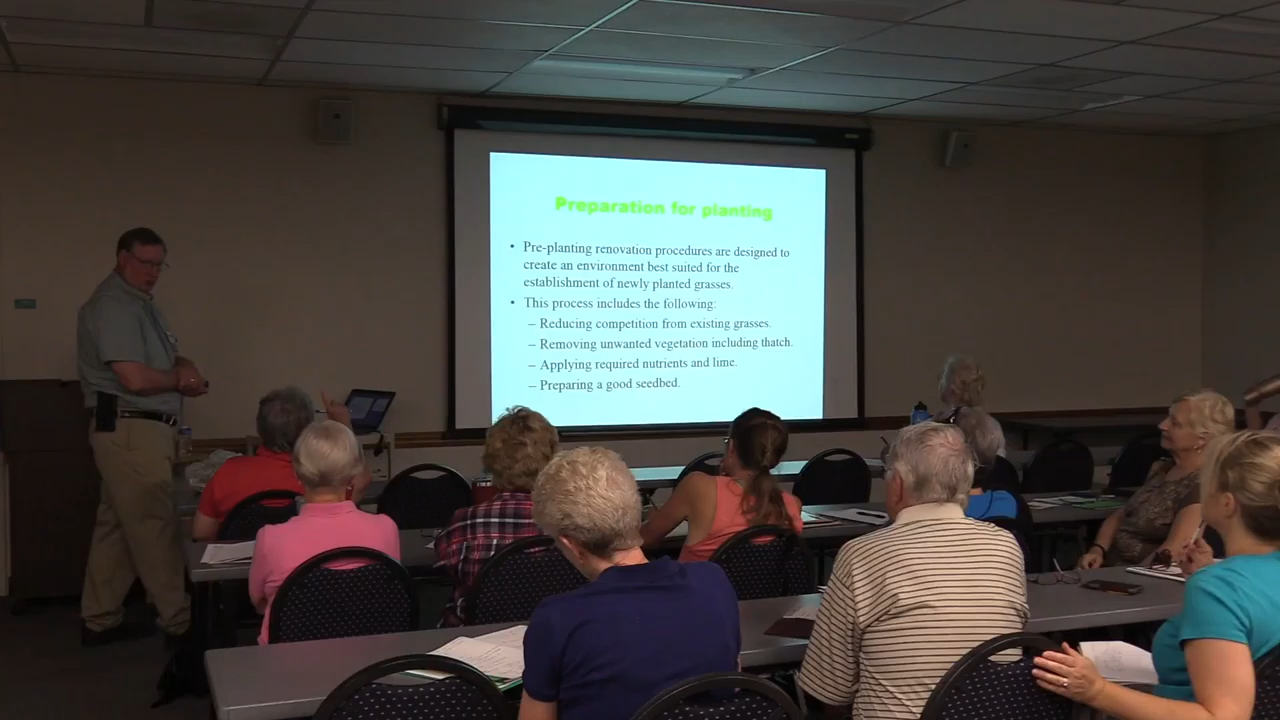 Preparation for planting
• Pre-planting renovation procedures are designed to
create an environment best suited for the
establishment of newly planted grasses.
• This process includes the following:
– Reducing competition from existing grasses.
– Removing unwanted vegetation including thatch.
– Applying required nutrients and lime.
– Preparing a good seedbed.